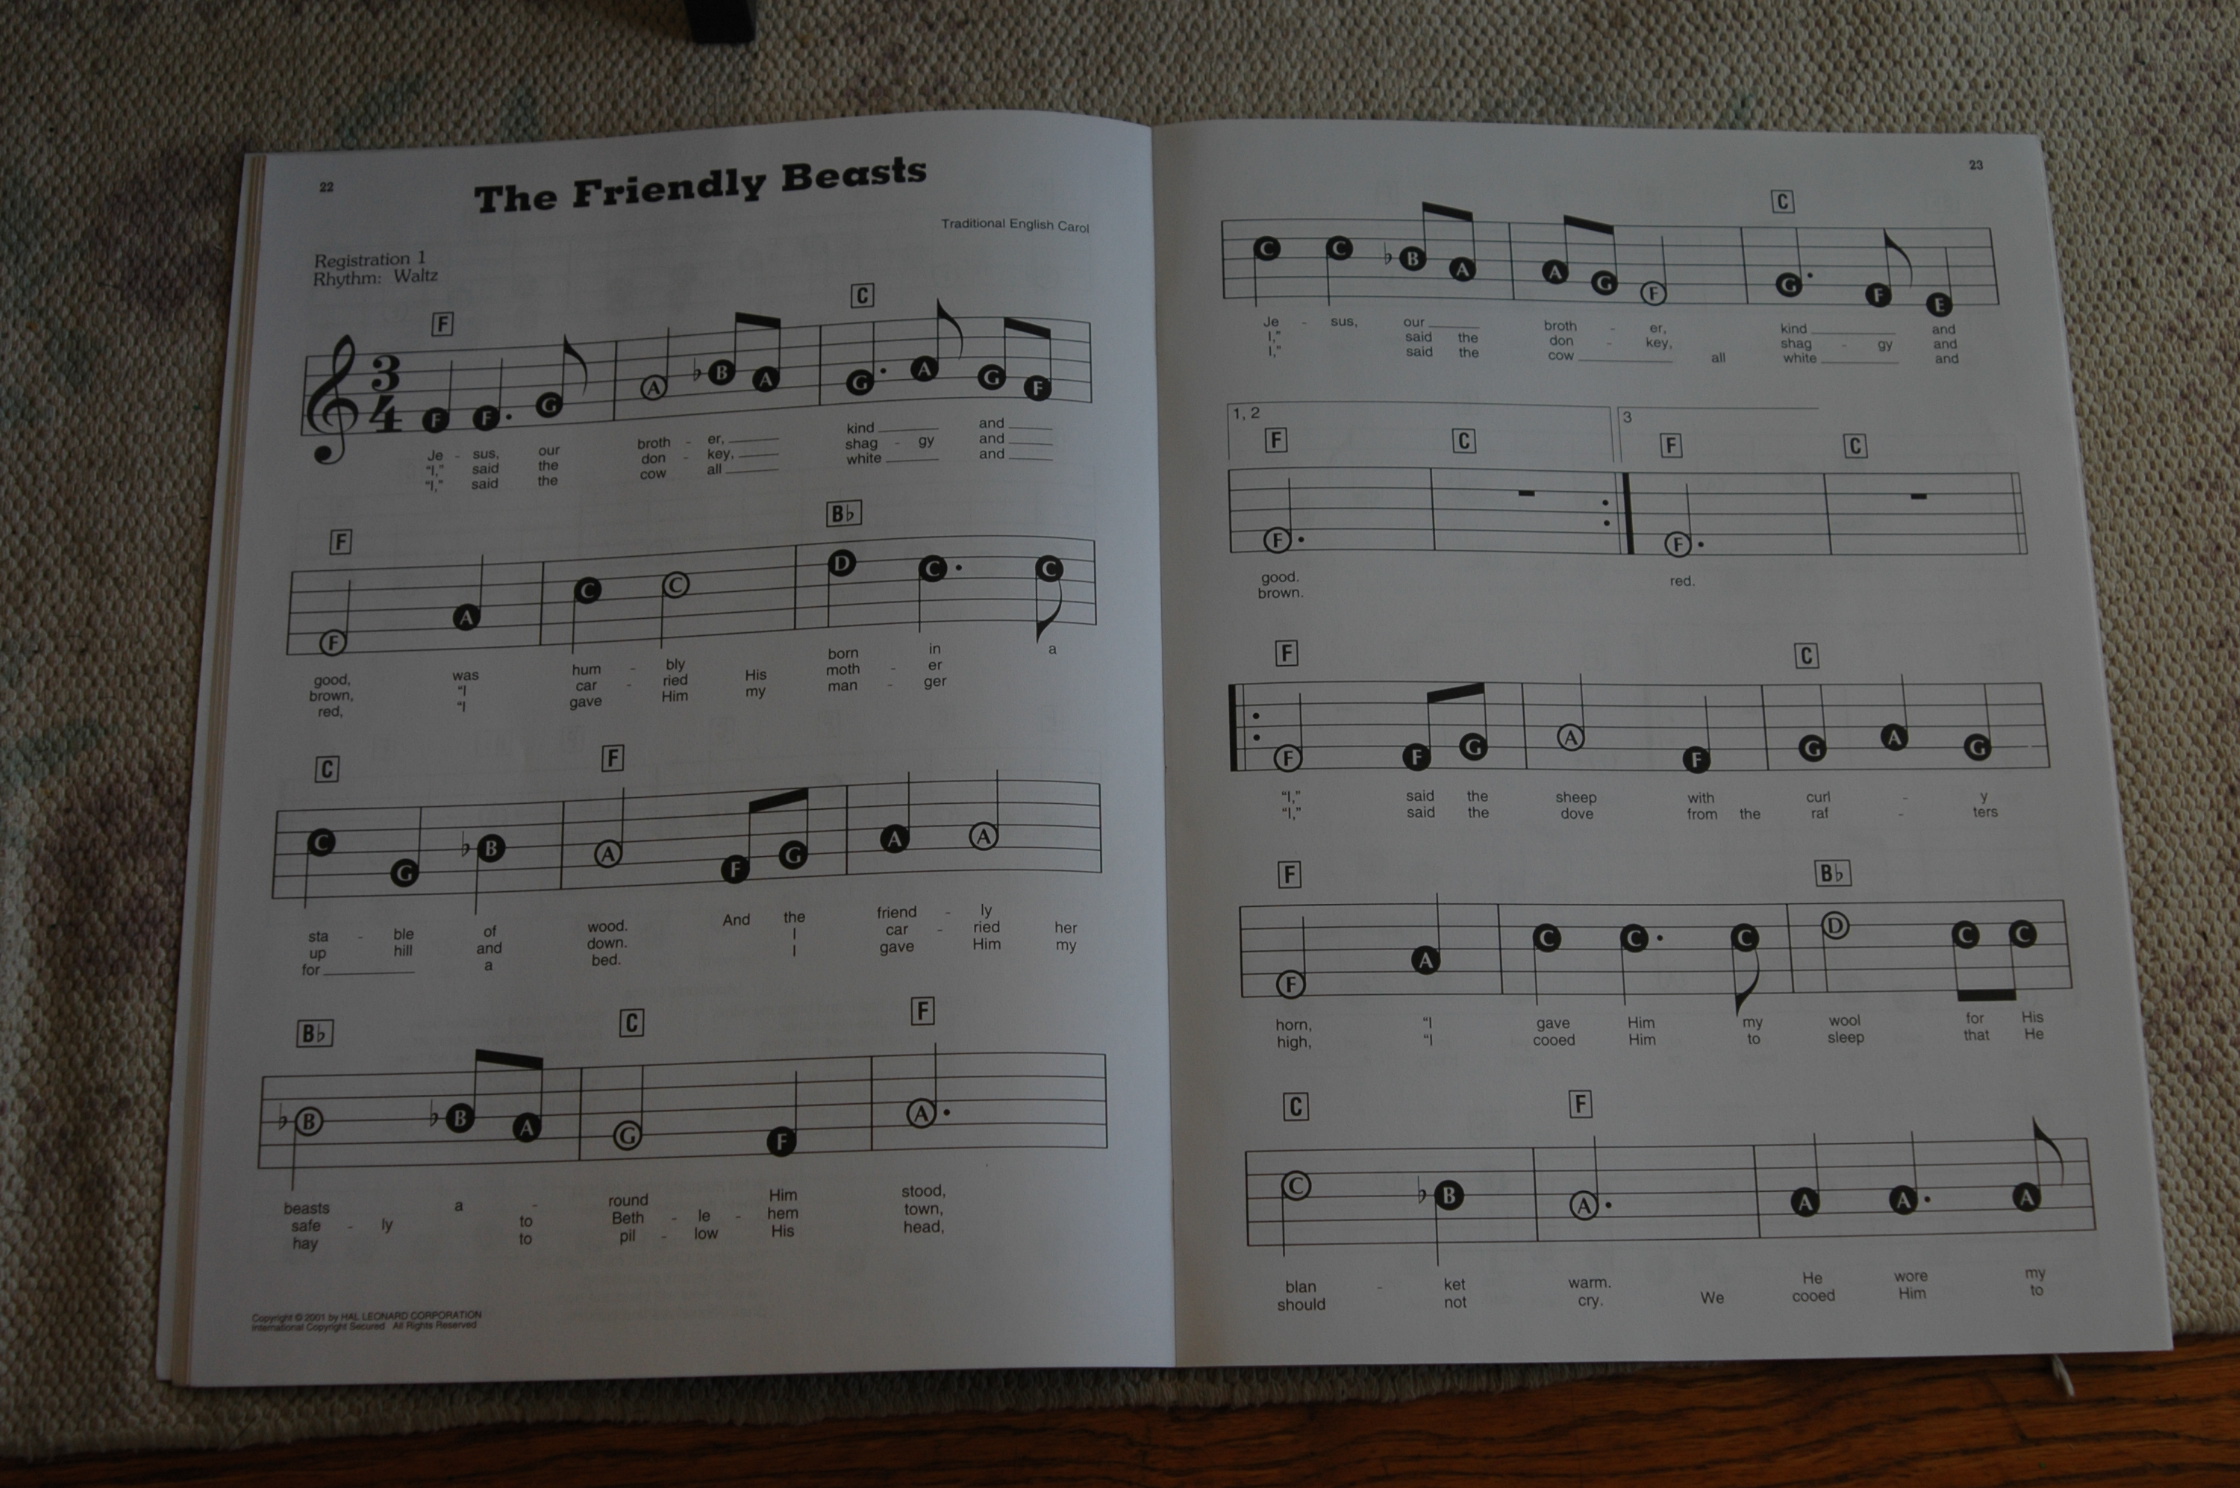 22
The Friendly Beasts
Traditional English Carol
Registration 1
Rhythm: Waltz
F C
3
4
F F G A ♭B A G A G F
Je - sus, our broth - er, kind and
"I," said the don - key, shag - gy and
"I," said the cow all white and
F B♭
F A C C D C C
good, was hum - bly born in a
brown, "I car - ried His moth - er
red, "I gave Him my man - ger
C F
C G ♭B A F G A A
sta - ble of wood. And the friend - ly
up hill and down. I car - ried her
for a bed. I gave Him my
B♭ C F
♭B ♭B A G F A
beasts a - round Him stood,
safe - ly to Beth - le - hem town,
hay to pil - low His head,
Copyright © 2001 by HAL LEONARD CORPORATION
International Copyright Secured All Rights Reserved
23
C
C C ♭B A A G F G F E
Je - sus, our broth - er, kind and
I," said the don - key, shag - gy and
I," said the cow all white and
1, 2 3
F C F C
F F
good. red.
brown.
F C
F F G A F G A G
"I," said the sheep with curl - y
"I," said the dove from the raf - ters
F B♭
F A C C C D C C
horn, "I gave Him my wool for His
high, "I cooed Him to sleep that He
C F
C ♭B A A A A
blan - ket warm. He wore my
should not cry. We cooed Him to